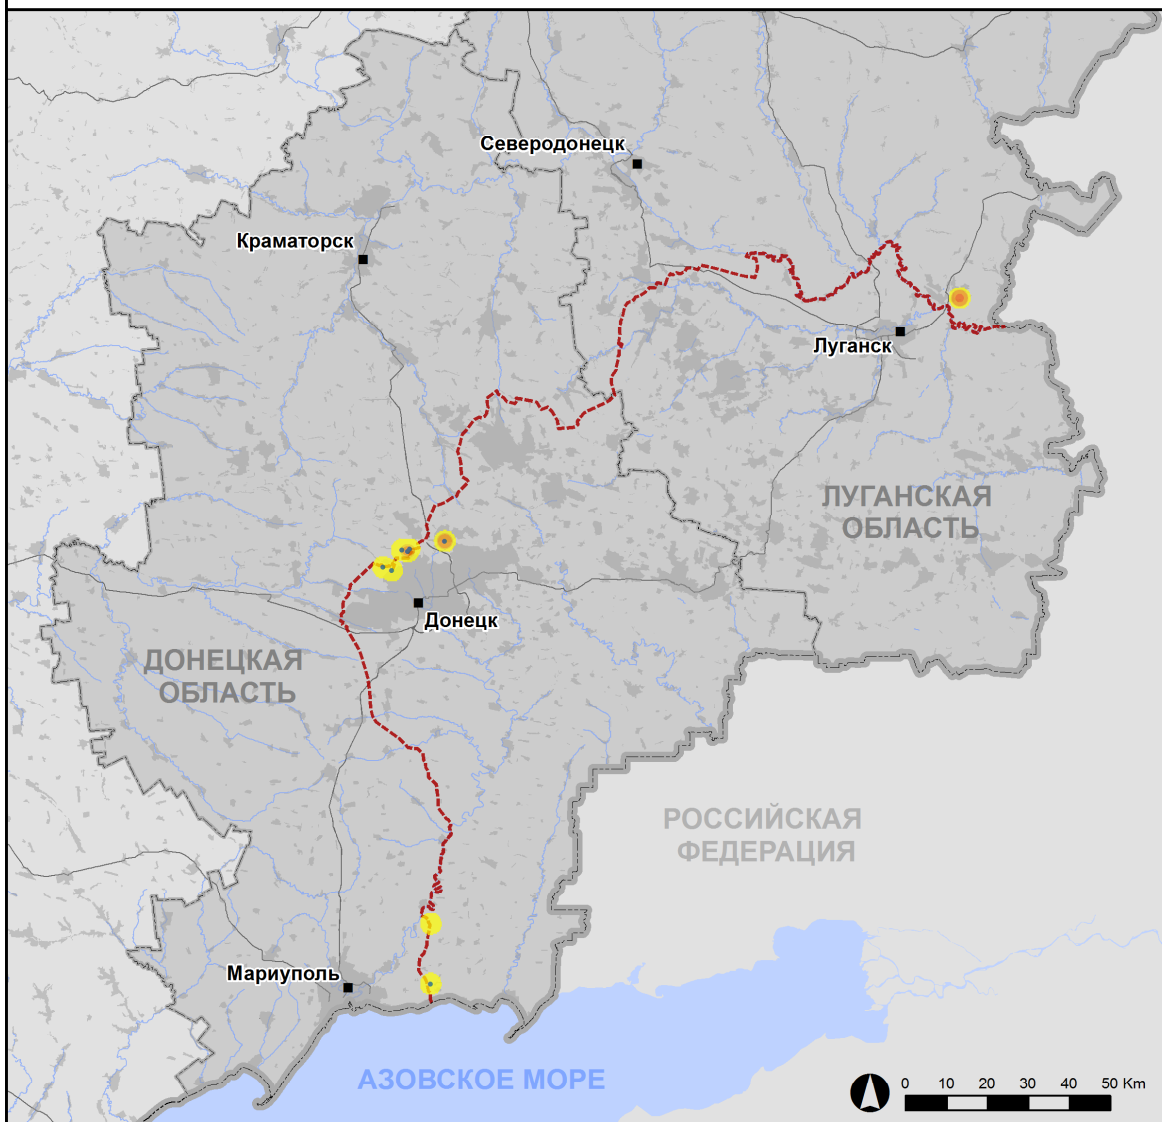 Северодонецк
Краматорск
Луганск
ЛУГАНСКАЯ
ОБЛАСТЬ
Донецк
ДОНЕЦКАЯ
ОБЛАСТЬ
РОССИЙСКАЯ
ФЕДЕРАЦИЯ
Мариуполь
АЗОВСКОЕ МОРЕ
0 10 20 30 40 50 Km